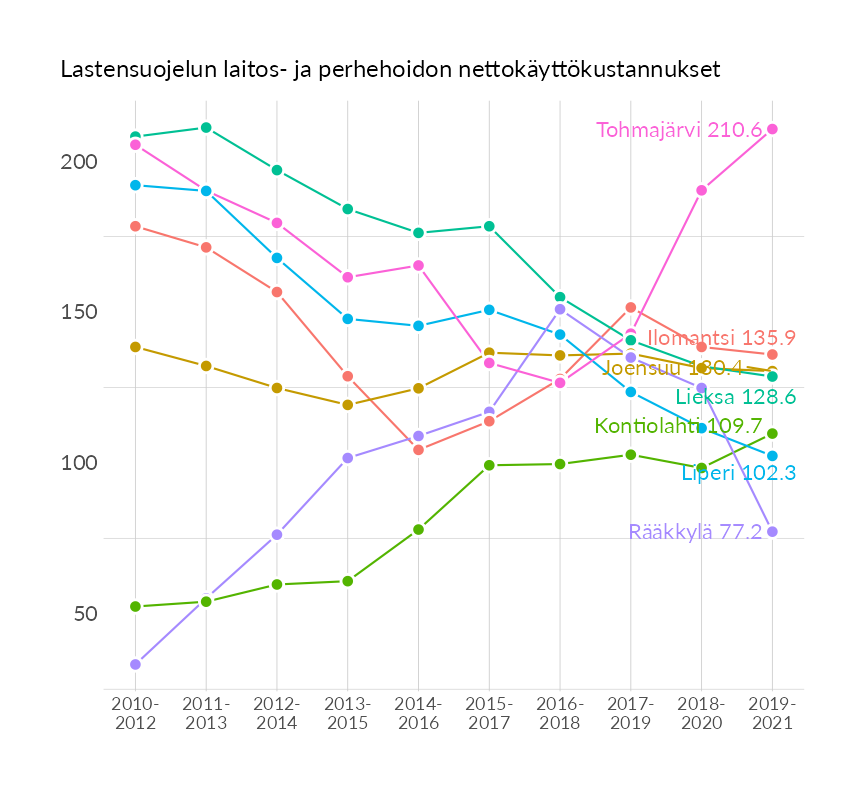 Lastensuojelun laitos- ja perhehoidon nettokäyttökustannukset
Tohmajärvi 210.6
200
150
Ilomantsi 135.9
Joensuu 130.4
Lieksa 128.6
Kontiolahti 109.7
100
Liperi 102.3
Rääkkylä 77.2
50
2010- 2011- 2012- 2013- 2014- 2015- 2016- 2017- 2018- 2019-
2012 2013 2014 2015 2016 2017 2018 2019 2020 2021